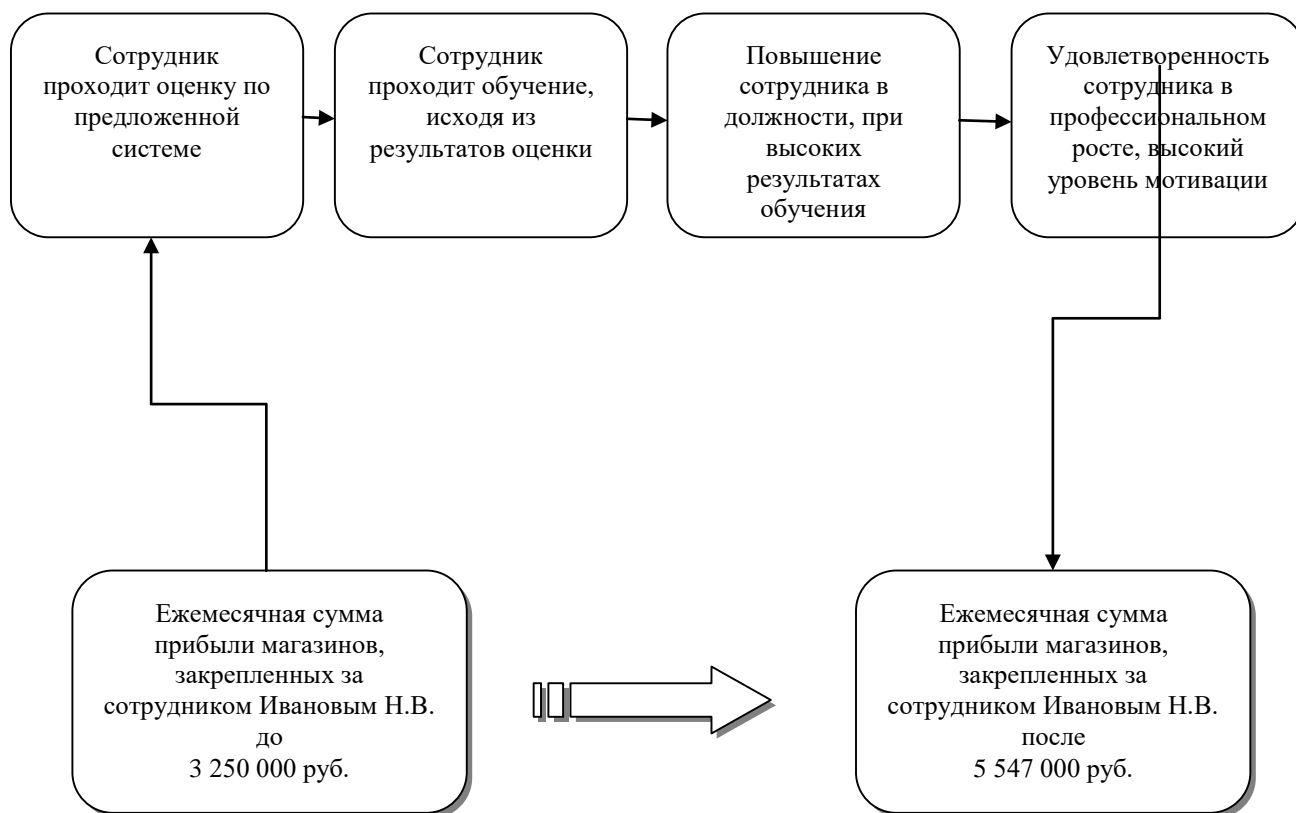 Сотрудник
проходит оценку по
предложенной
системе
Сотрудник
проходит обучение,
исходя из
результатов оценки
Повышение
сотрудника в
должности, при
высоких
результатах
обучения
Удовлетворенность
сотрудника в
профессиональном
росте, высокий
уровень мотивации
Ежемесячная сумма
прибыли магазинов,
закрепленных за
сотрудником Ивановым Н.В.
до
3 250 000 руб.
Ежемесячная сумма
прибыли магазинов,
закрепленных за
сотрудником Ивановым Н.В.
после
5 547 000 руб.